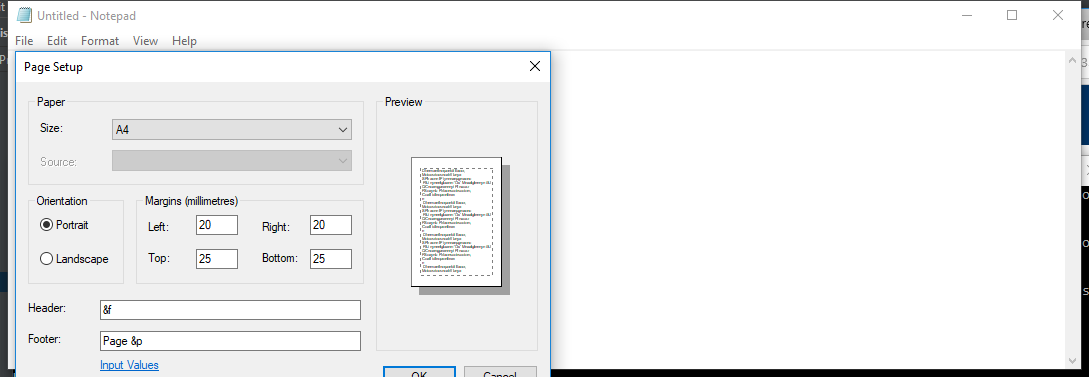 Untitled - Notepad
File Edit Format View Help
Page Setup
Paper
Size: A4
Source:
Orientation
Portrait
Landscape
Margins (millimetres)
Left: 20 Right: 20
Top: 25 Bottom: 25
Header: &f
Footer: Page &p
Input Values
Preview
OK Cancel